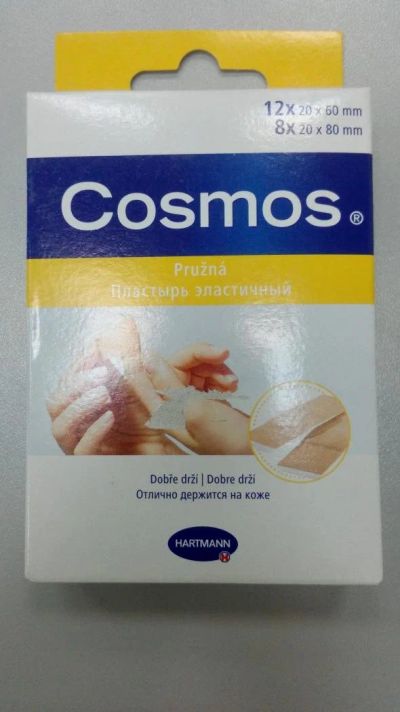 12x 20 x 60 mm
8x 20 x 80 mm
Cosmos®
Pružná
Пластырь эластичный
Dobře drží | Dobre drží
Отлично держится на коже
HARTMANN